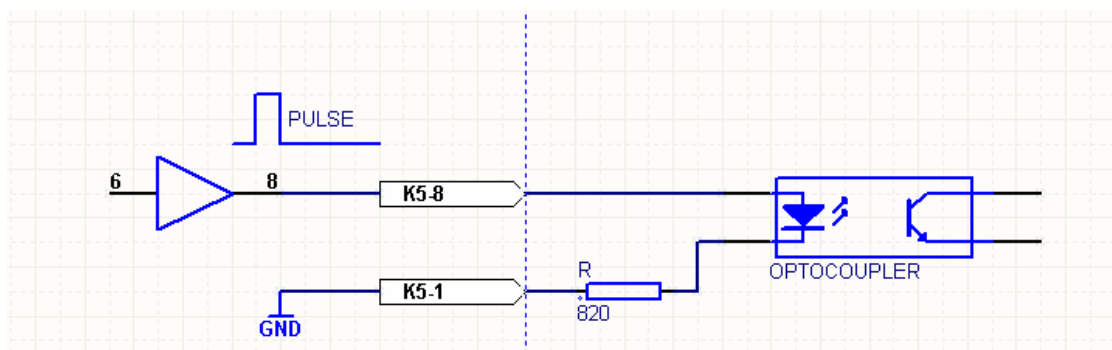 PULSE
6
8
K5-8
OPTOCOUPLER
R
K5-1
820
GND